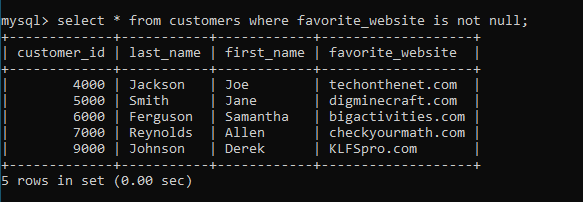 mysql> select * from customers where favorite_website is not null;
+-------------+-----------+------------+--------------------+
| customer_id | last_name | first_name | favorite_website   |
+-------------+-----------+------------+--------------------+
|        4000 | Jackson   | Joe        | techonthenet.com   |
|        5000 | Smith     | Jane       | digminecraft.com   |
|        6000 | Ferguson  | Samantha   | bigactivities.com  |
|        7000 | Reynolds  | Allen      | checkyourmath.com  |
|        9000 | Johnson   | Derek      | KLFSpro.com        |
+-------------+-----------+------------+--------------------+
5 rows in set (0.00 sec)